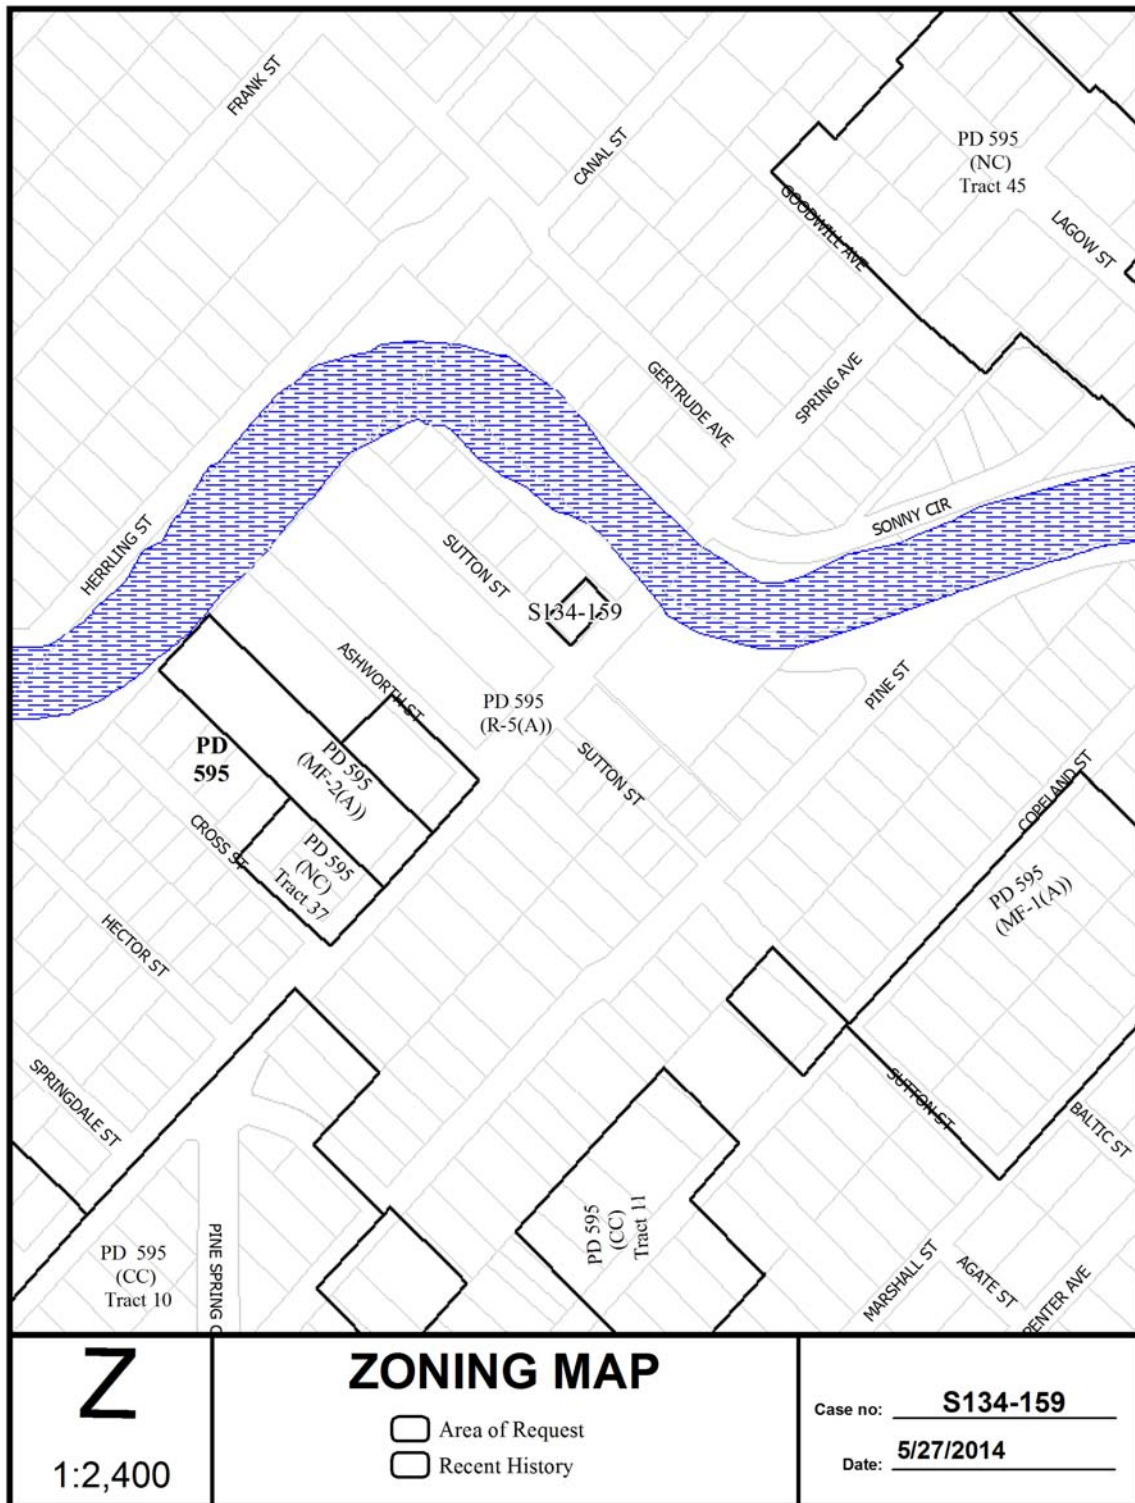 FRANK ST
CANAL ST
PD 595
(NC)
Tract 45
GOODWILL AVE
LAGOW ST
GERTRUDE AVE
SPRING AVE
SONNY CIR
HERRLING ST
SUTTON ST
S134-159
ASHWORTH ST
PD 595
(R-5(A))
PINE ST
PD
595
PD 595
(MF-2(A))
SUTTON ST
COPELAND ST
CROSS ST
PD 595
(NC)
Tract 37
PD 595
(MF-1(A))
HECTOR ST
SPRINGDALE ST
SUTTON ST
BALTIC ST
PD 595
(CC)
Tract 11
PINE SPRING
PD 595
(CC)
Tract 10
MARSHALL ST
AGATE ST
PENTER AVE
Z
1:2,400
ZONING MAP
Area of Request
Recent History
Case no: S134-159
Date: 5/27/2014